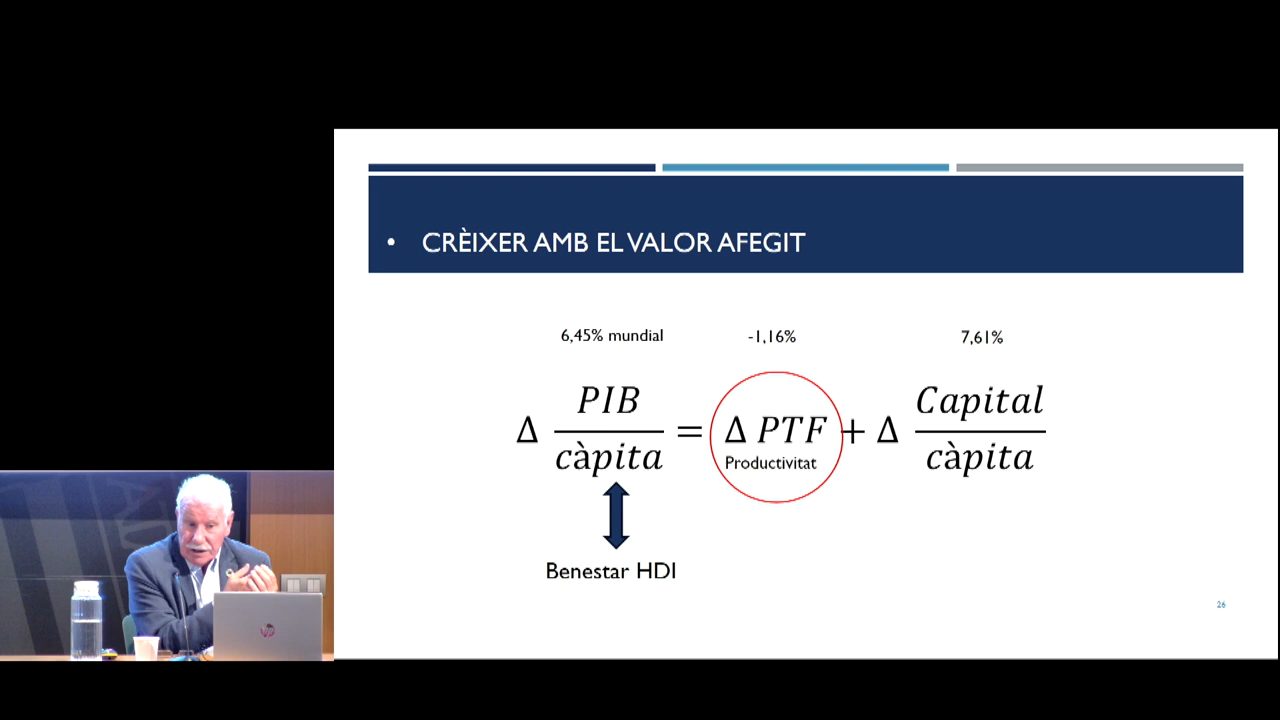 • CRÈIXER AMB EL VALOR AFEGIT
6,45% mundial -1,16% 7,61%
Δ PIB/càpita = Δ PTF + Δ Capital/càpita
Productivitat
Benestar HDI
26
hp